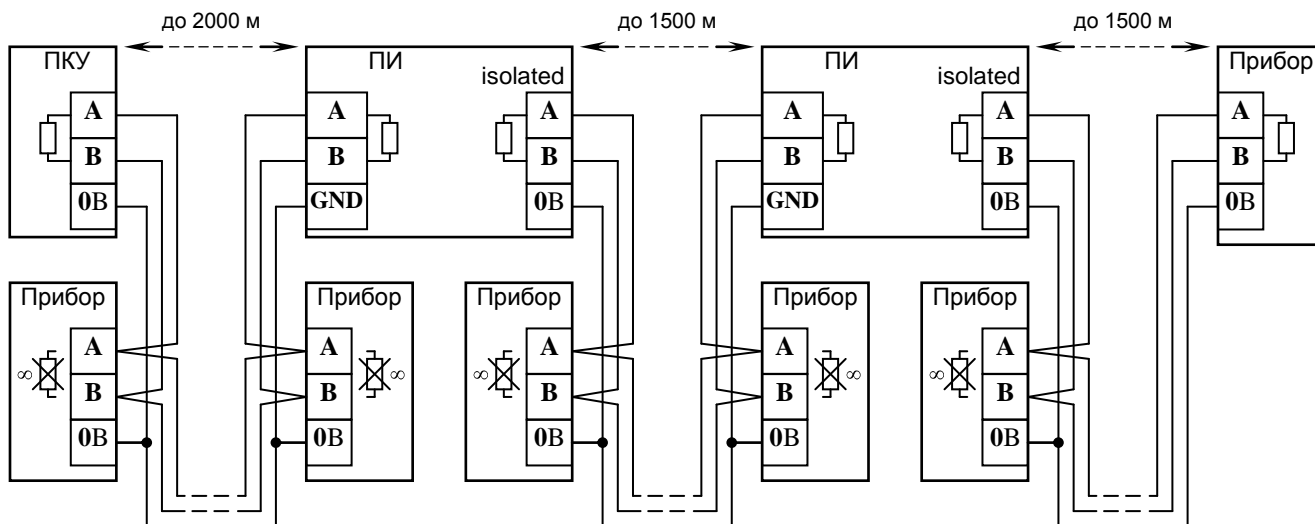 до 2000 м
до 1500 м
до 1500 м
ПКУ
ПИ
isolated
ПИ
isolated
Прибор
A
A
A
A
A
A
B
B
B
B
B
B
0В
GND
0В
GND
0В
0В
Прибор
Прибор
Прибор
Прибор
Прибор
A
A
A
A
A
∞
∞
∞
∞
∞
B
B
B
B
B
0В
0В
0В
0В
0В